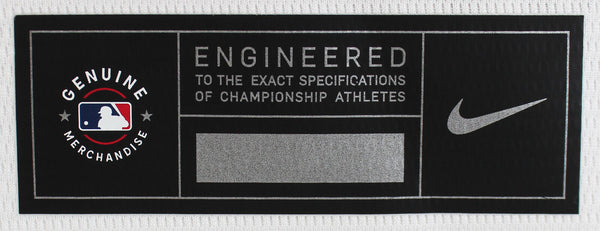 GENUINE
MERCHANDISE
ENGINEERED
TO THE EXACT SPECIFICATIONS
OF CHAMPIONSHIP ATHLETES